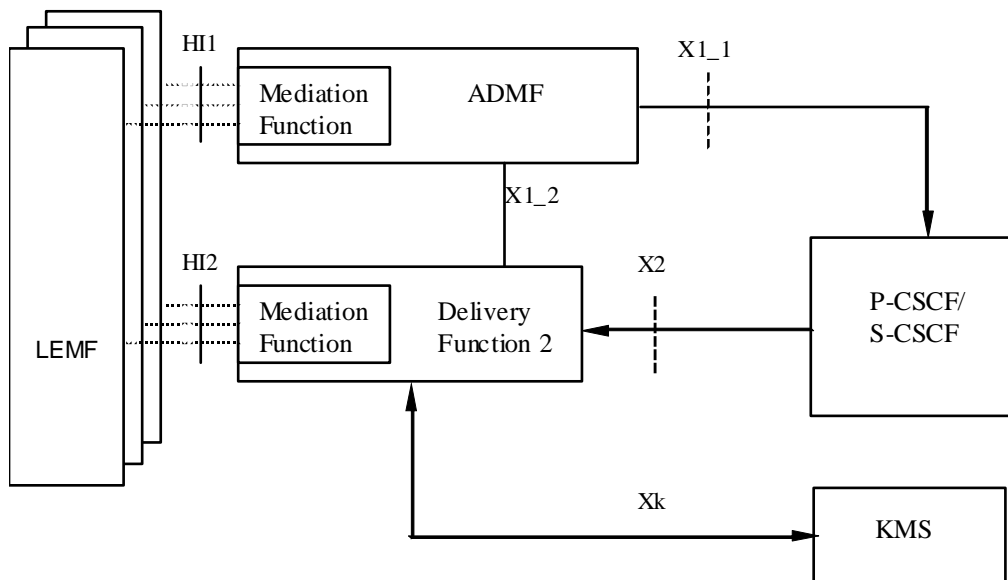 HI1
Mediation
Function
ADMF
X1_1
X1_2
HI2
Mediation
Function
Delivery
Function 2
X2
P-CSCF/
S-CSCF
LEMF
Xk
KMS